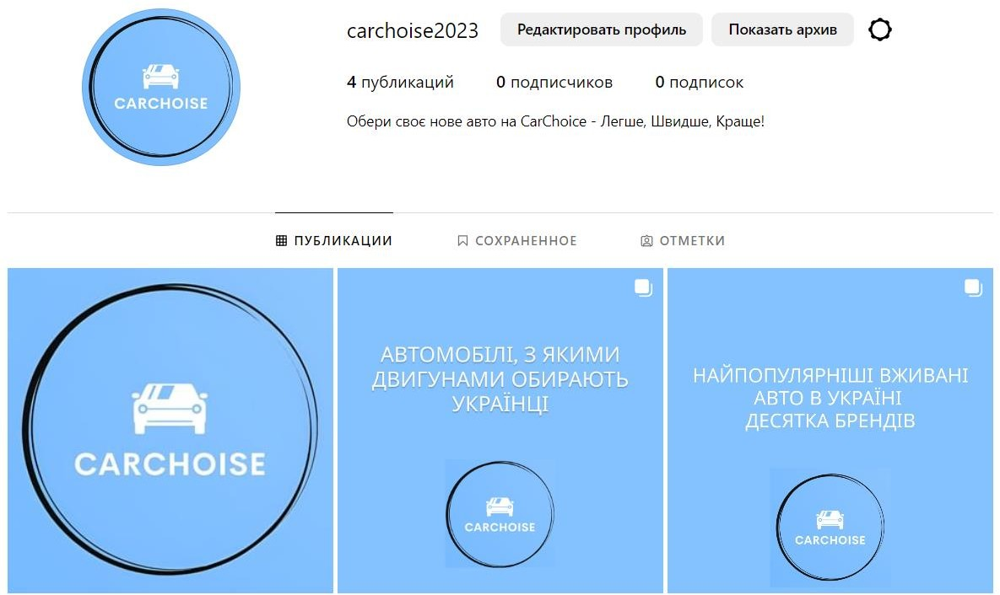 CARCHOISE
carchoise2023
Редактировать профиль
Показать архив
4 публикаций
0 подписчиков
0 подписок
Обери своє нове авто на CarChoice - Легше, Швидше, Краще!
ПУБЛИКАЦИИ
СОХРАНЕННОЕ
ОТМЕТКИ
CARCHOISE
АВТОМОБІЛІ, З ЯКИМИ
ДВИГУНАМИ ОБИРАЮТЬ
УКРАЇНЦІ
CARCHOISE
НАЙПОПУЛЯРНІШІ ВЖИВАНІ
АВТО В УКРАЇНІ
ДЕСЯТКА БРЕНДІВ
CARCHOISE